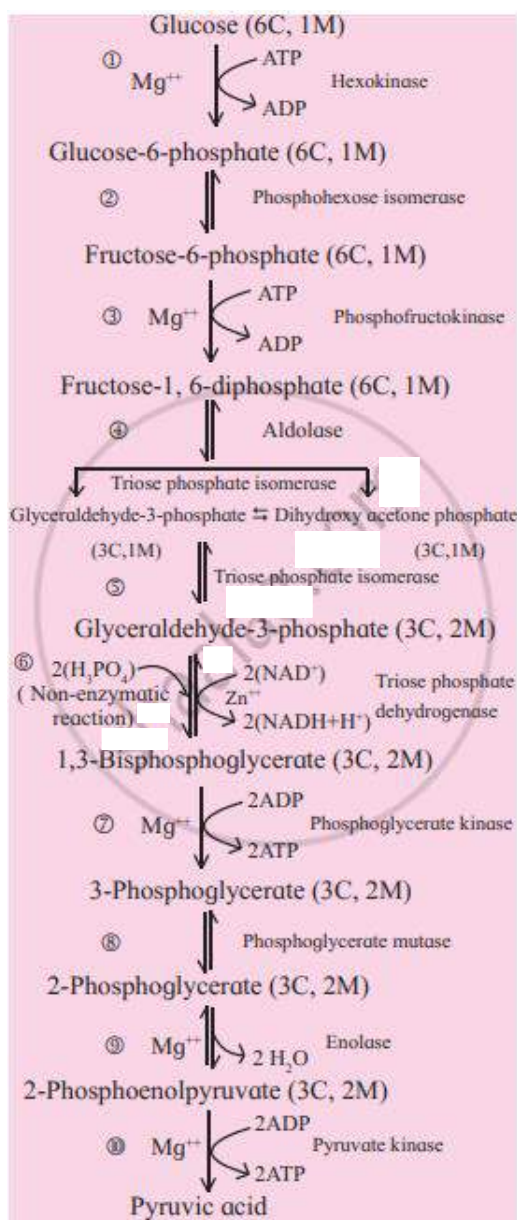 Glucose (6C, 1M)
① Mg⁺⁺ ATP Hexokinase
ADP
Glucose-6-phosphate (6C, 1M)
② Phosphohexose isomerase
Fructose-6-phosphate (6C, 1M)
③ Mg⁺⁺ ATP Phosphofructokinase
ADP
Fructose-1, 6-diphosphate (6C, 1M)
④ Aldolase
Triose phosphate isomerase
Glyceraldehyde-3-phosphate ⇆ Dihydroxy acetone phosphate
(3C,1M) (3C,1M)
⑤ Triose phosphate isomerase
Glyceraldehyde-3-phosphate (3C, 2M)
⑥ 2(H₃PO₄) 2(NAD⁺) Triose phosphate
( Non-enzymatic Zn⁺⁺ dehydrogenase
reaction) 2(NADH+H⁺)
1,3-Bisphosphoglycerate (3C, 2M)
⑦ Mg⁺⁺ 2ADP Phosphoglycerate kinase
2ATP
3-Phosphoglycerate (3C, 2M)
⑧ Phosphoglycerate mutase
2-Phosphoglycerate (3C, 2M)
⑨ Mg⁺⁺ 2 H₂O Enolase
2-Phosphoenolpyruvate (3C, 2M)
⑩ Mg⁺⁺ 2ADP Pyruvate kinase
2ATP
Pyruvic acid